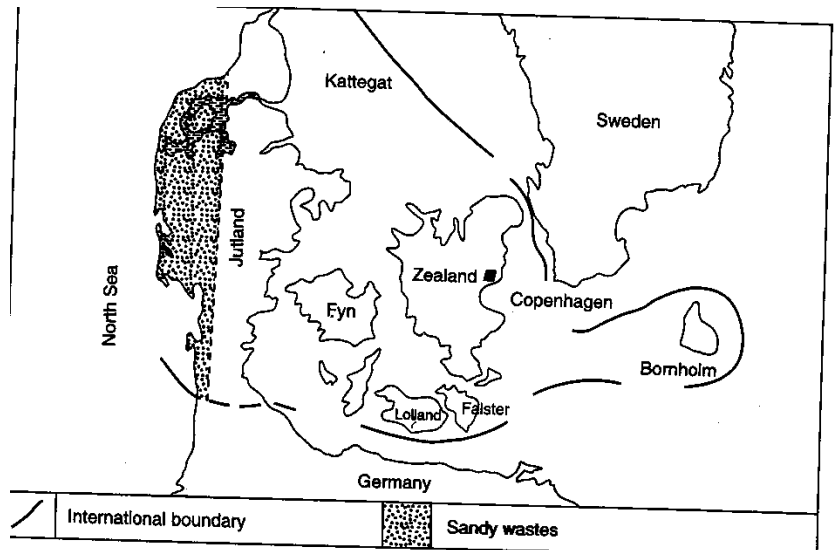 Kattegat
Sweden
Jutland
North Sea
Zealand
Copenhagen
Fyn
Bornholm
Lolland
Falster
Germany
International boundary
Sandy wastes